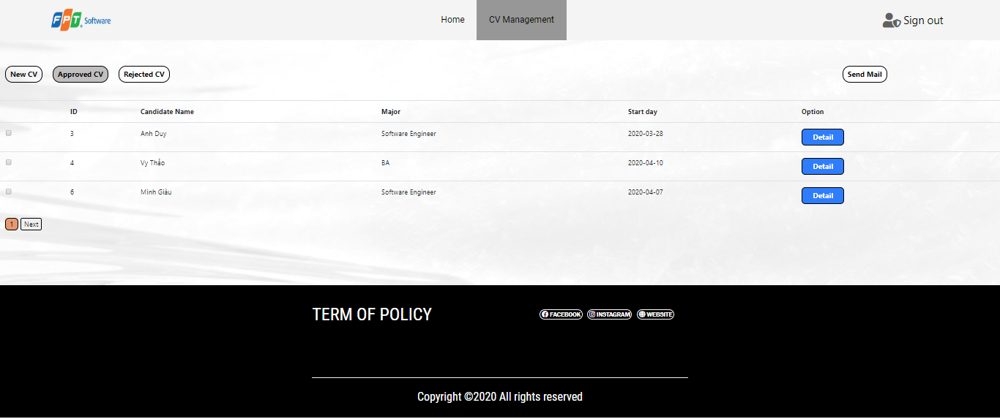 FPT Software Home CV Management Sign out
New CV Approved CV Rejected CV Send Mail
ID Candidate Name Major Start day Option
3 Anh Duy Software Engineer 2020-03-28 Detail
4 Vy Thảo BA 2020-04-10 Detail
6 Minh Giàu Software Engineer 2020-04-07 Detail
1 Next
TERM OF POLICY FACEBOOK INSTAGRAM WEBSITE
Copyright ©2020 All rights reserved